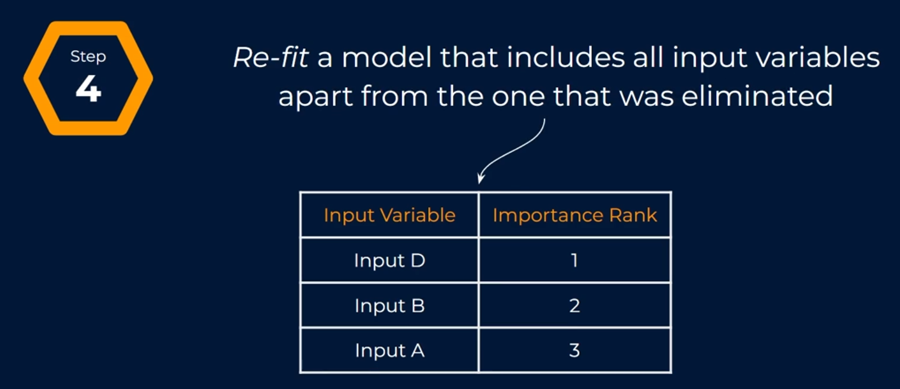 Step
4
Re-fit a model that includes all input variables
apart from the one that was eliminated
Input Variable Importance Rank
Input D 1
Input B 2
Input A 3